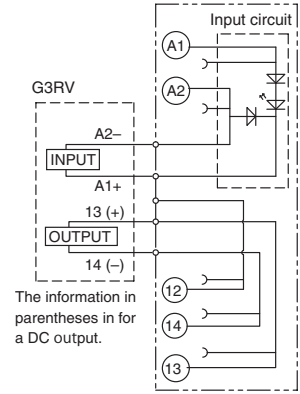 Input circuit
A1
G3RV
A2
A2–
INPUT
A1+
13 (+)
OUTPUT
14 (–)
12
14
13
The information in
parentheses in for
a DC output.